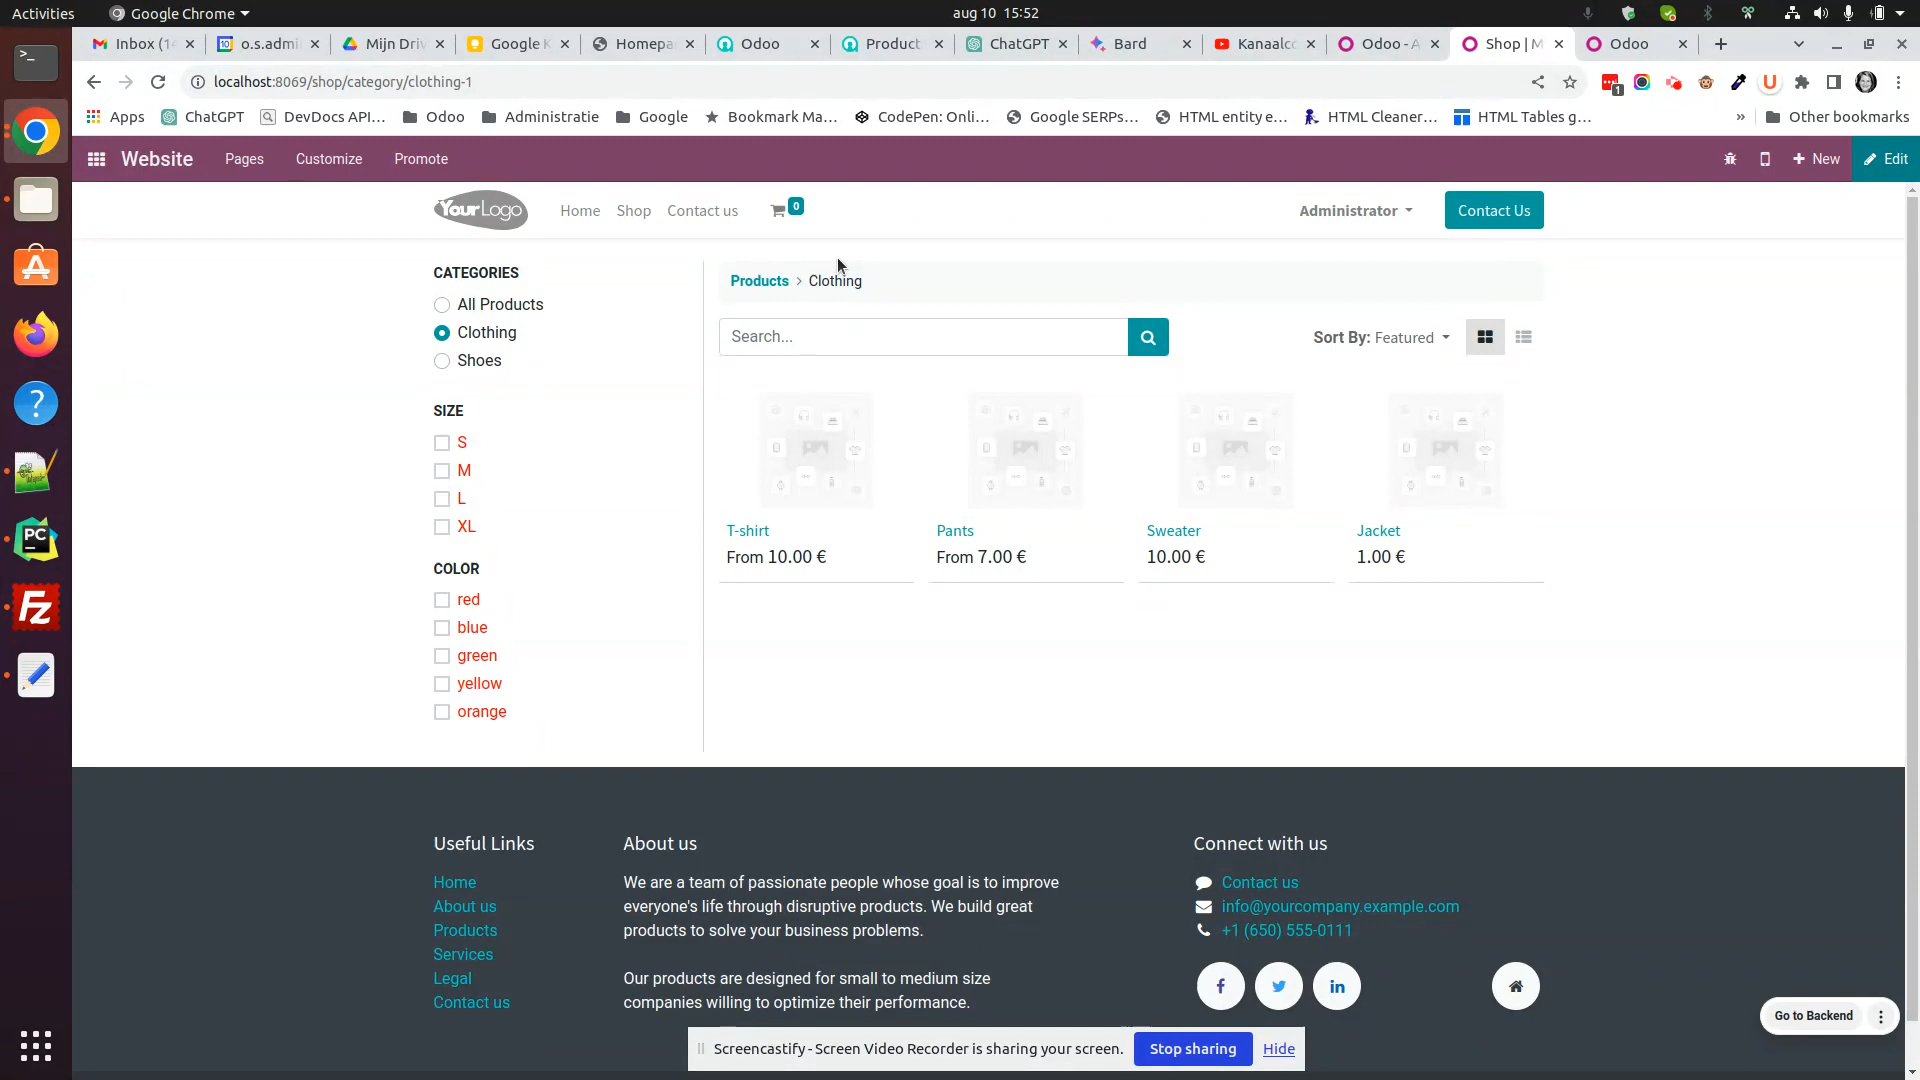 Activities
Google Chrome
aug 10 15:52
Inbox (1
o.s.admi
Mijn Driv
Google K
Homepa
Odoo
Product
ChatGPT
Bard
Kanaalcc
Odoo - A
Shop | M
Odoo
localhost:8069/shop/category/clothing-1
1
Apps
ChatGPT
DevDocs API...
Odoo
Administratie
Google
Bookmark Ma...
CodePen: Onli...
Google SERPs...
HTML entity e...
HTML Cleaner...
HTML Tables g...
»
Other bookmarks
Website
Pages
Customize
Promote
New
Edit
YourLogo
Home
Shop
Contact us
0
Administrator
Contact Us
CATEGORIES
All Products
Clothing
Shoes
SIZE
S
M
L
XL
COLOR
red
blue
green
yellow
orange
Products > Clothing
Search...
Sort By: Featured
T-shirt
From 10.00 €
Pants
From 7.00 €
Sweater
10.00 €
Jacket
1.00 €
Useful Links
Home
About us
Products
Services
Legal
Contact us
About us
We are a team of passionate people whose goal is to improve
everyone's life through disruptive products. We build great
products to solve your business problems.
Our products are designed for small to medium size
companies willing to optimize their performance.
Connect with us
Contact us
info@yourcompany.example.com
+1 (650) 555-0111
Go to Backend
Screencastify - Screen Video Recorder is sharing your screen.
Stop sharing
Hide